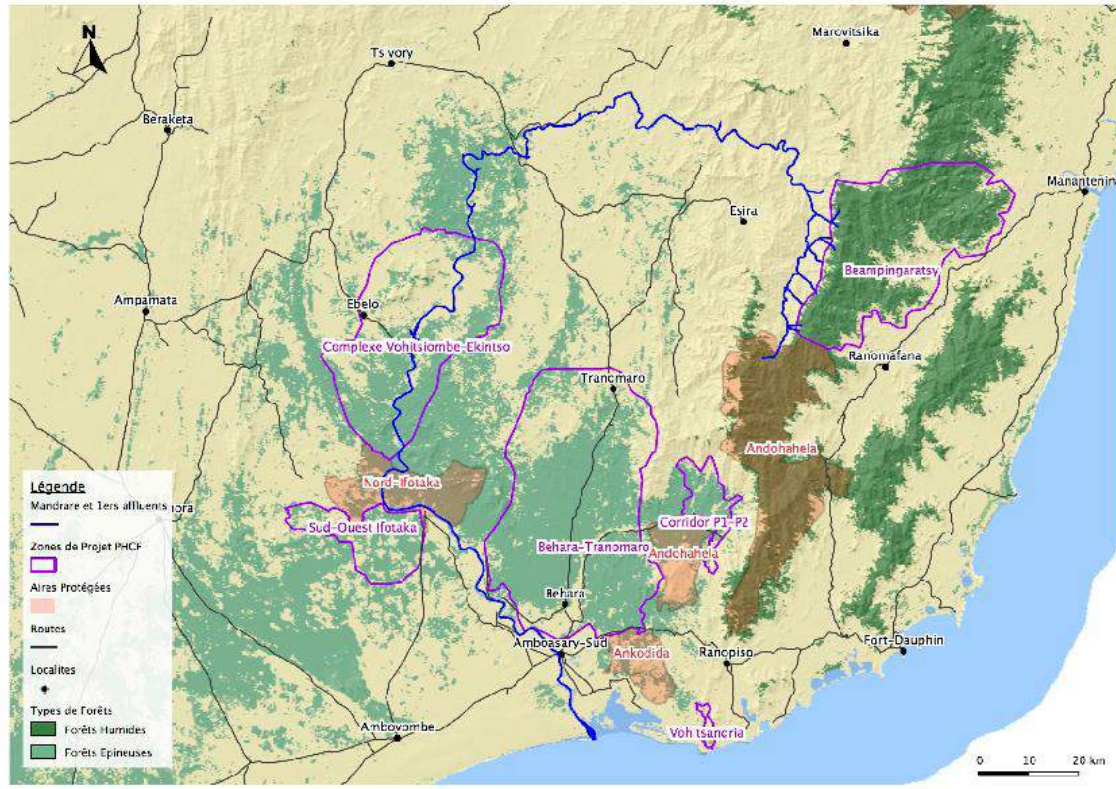 N
Marovitsika
Ts vory
Beraketa
Manantenina
Esira
Beampingaratsy
Ampamata
Ebelo
Complexe Vohitsiombe-Ekintso
Ranomafana
Tranomaro
Andohahela
Nord-Ifotaka
Sud-Ouest Ifotaka
Corridor P1-P2
Behara-Tranomaro
Andohahela
Behara
Amboasary-Sud
Ankodida
Ranopiso
Fort-Dauphin
Ambovombe
Vohitsandria
Légende
Mandrare et 1ers affluents
Zones de Projet PHCF
Aires Protégées
Routes
Localites
Types de Forêts
Forêts Humides
Forêts Epineuses
0 10 20 km